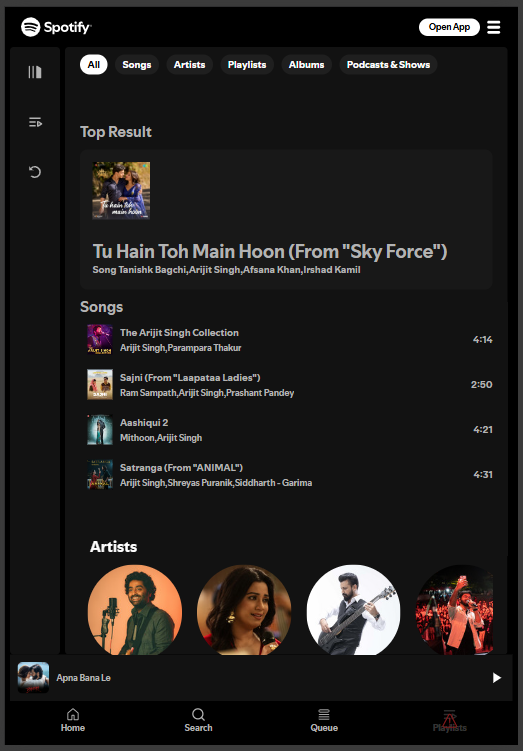 Spotify
Open App
All
Songs
Artists
Playlists
Albums
Podcasts & Shows
Top Result
Tu hain toh
main hoon
Tu Hain Toh Main Hoon (From "Sky Force")
Song Tanishk Bagchi,Arijit Singh,Afsana Khan,Irshad Kamil
Songs
The Arijit Singh Collection
Arijit Singh,Parampara Thakur
4:14
Sajni (From "Laapataa Ladies")
Ram Sampath,Arijit Singh,Prashant Pandey
2:50
SAJNI
Aashiqui 2
Mithoon,Arijit Singh
4:21
Satranga (From "ANIMAL")
Arijit Singh,Shreyas Puranik,Siddharth - Garima
4:31
ANIMAL
Artists
Apna Bana Le
Home
Search
Queue
Playlists